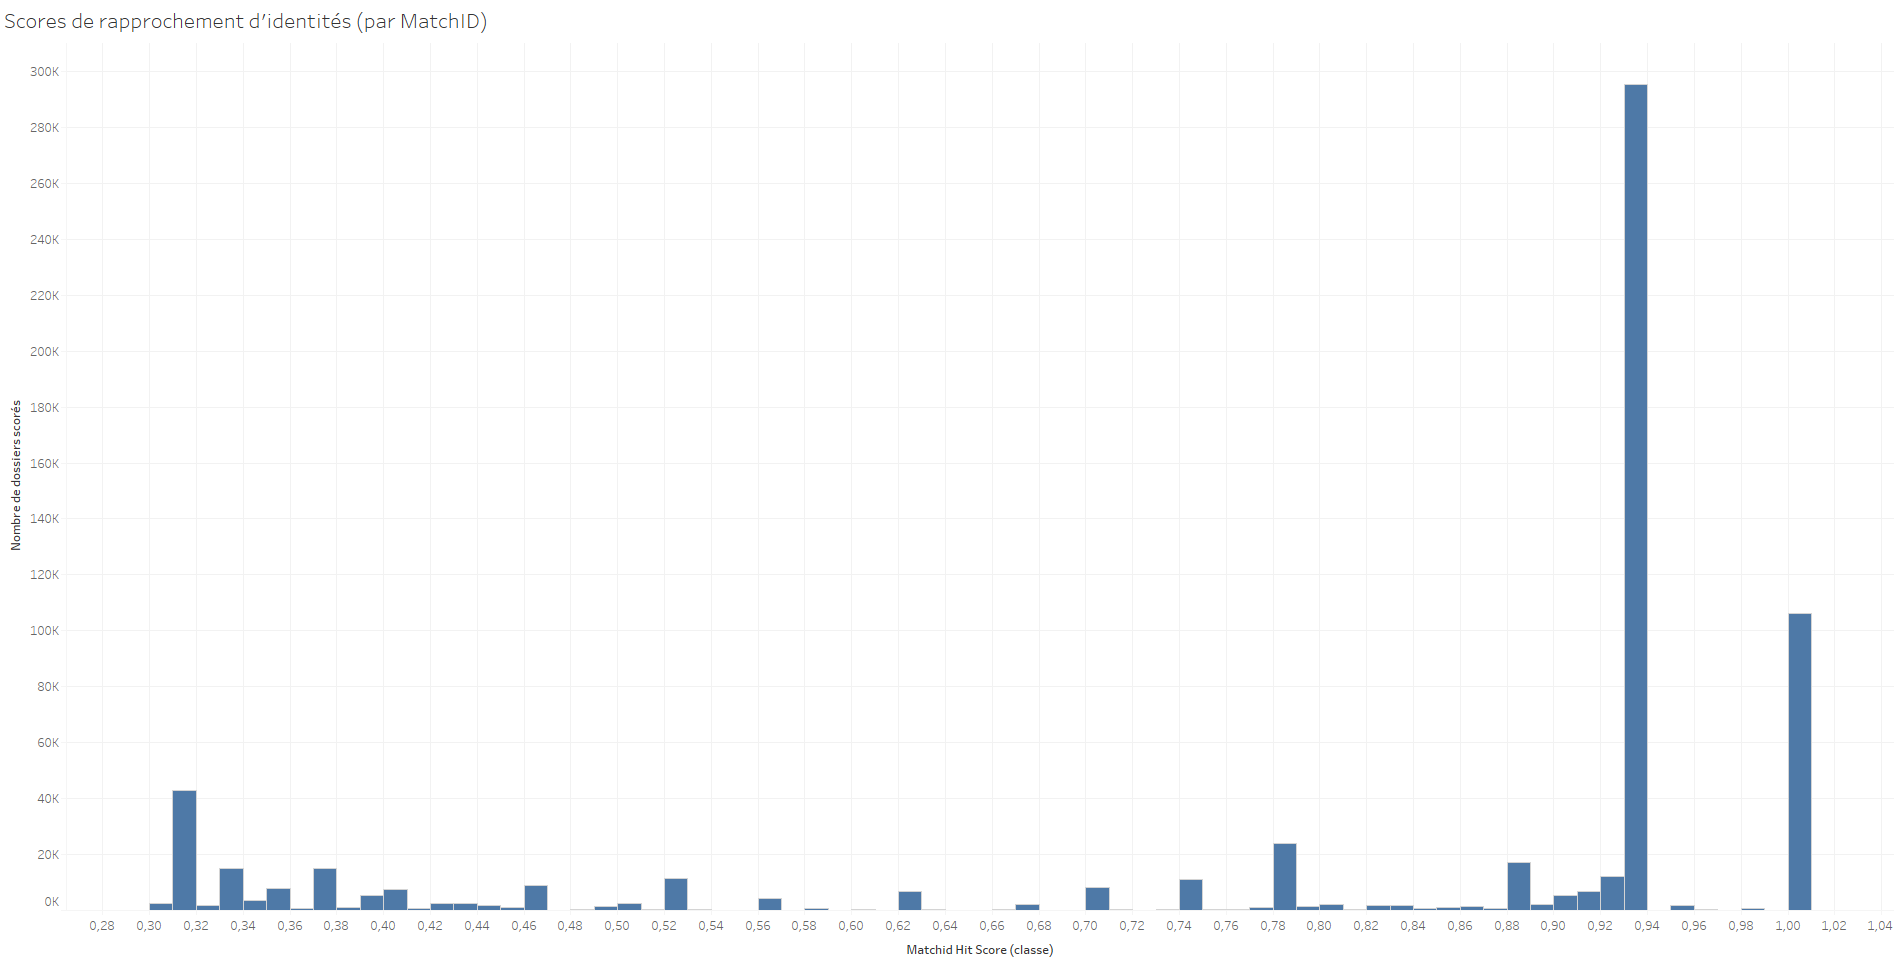 Scores de rapprochement d'identités (par MatchID)
300K
280K
260K
240K
220K
200K
180K
160K
140K
120K
100K
80K
60K
40K
20K
0K
Nombre de dossiers scorés
0,28 0,30 0,32 0,34 0,36 0,38 0,40 0,42 0,44 0,46 0,48 0,50 0,52 0,54 0,56 0,58 0,60 0,62 0,64 0,66 0,68 0,70 0,72 0,74 0,76 0,78 0,80 0,82 0,84 0,86 0,88 0,90 0,92 0,94 0,96 0,98 1,00 1,02 1,04
Matchid Hit Score (classe)